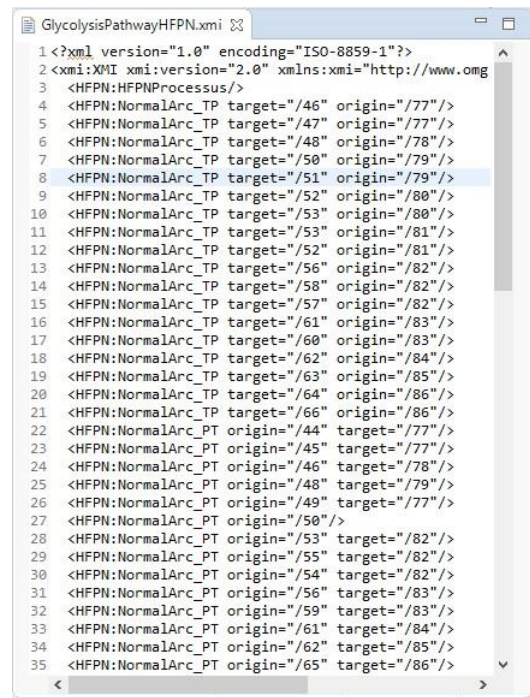 GlycolysisPathwayHFPN.xmi
1 <?xml version="1.0" encoding="ISO-8859-1"?>
2 <xmi:XMI xmi:version="2.0" xmlns:xmi="http://www.omg
3 <HFPN:HFPNProcessus/>
4 <HFPN:NormalArc_TP target="/46" origin="/77"/>
5 <HFPN:NormalArc_TP target="/47" origin="/77"/>
6 <HFPN:NormalArc_TP target="/48" origin="/78"/>
7 <HFPN:NormalArc_TP target="/50" origin="/79"/>
8 <HFPN:NormalArc_TP target="/51" origin="/79"/>
9 <HFPN:NormalArc_TP target="/52" origin="/80"/>
10 <HFPN:NormalArc_TP target="/53" origin="/80"/>
11 <HFPN:NormalArc_TP target="/53" origin="/81"/>
12 <HFPN:NormalArc_TP target="/52" origin="/81"/>
13 <HFPN:NormalArc_TP target="/56" origin="/82"/>
14 <HFPN:NormalArc_TP target="/58" origin="/82"/>
15 <HFPN:NormalArc_TP target="/57" origin="/82"/>
16 <HFPN:NormalArc_TP target="/61" origin="/83"/>
17 <HFPN:NormalArc_TP target="/60" origin="/83"/>
18 <HFPN:NormalArc_TP target="/62" origin="/84"/>
19 <HFPN:NormalArc_TP target="/63" origin="/85"/>
20 <HFPN:NormalArc_TP target="/64" origin="/86"/>
21 <HFPN:NormalArc_TP target="/66" origin="/86"/>
22 <HFPN:NormalArc_PT origin="/44" target="/77"/>
23 <HFPN:NormalArc_PT origin="/45" target="/77"/>
24 <HFPN:NormalArc_PT origin="/46" target="/78"/>
25 <HFPN:NormalArc_PT origin="/48" target="/79"/>
26 <HFPN:NormalArc_PT origin="/49" target="/77"/>
27 <HFPN:NormalArc_PT origin="/50"/>
28 <HFPN:NormalArc_PT origin="/53" target="/82"/>
29 <HFPN:NormalArc_PT origin="/55" target="/82"/>
30 <HFPN:NormalArc_PT origin="/54" target="/82"/>
31 <HFPN:NormalArc_PT origin="/56" target="/83"/>
32 <HFPN:NormalArc_PT origin="/59" target="/83"/>
33 <HFPN:NormalArc_PT origin="/61" target="/84"/>
34 <HFPN:NormalArc_PT origin="/62" target="/85"/>
35 <HFPN:NormalArc_PT origin="/65" target="/86"/>